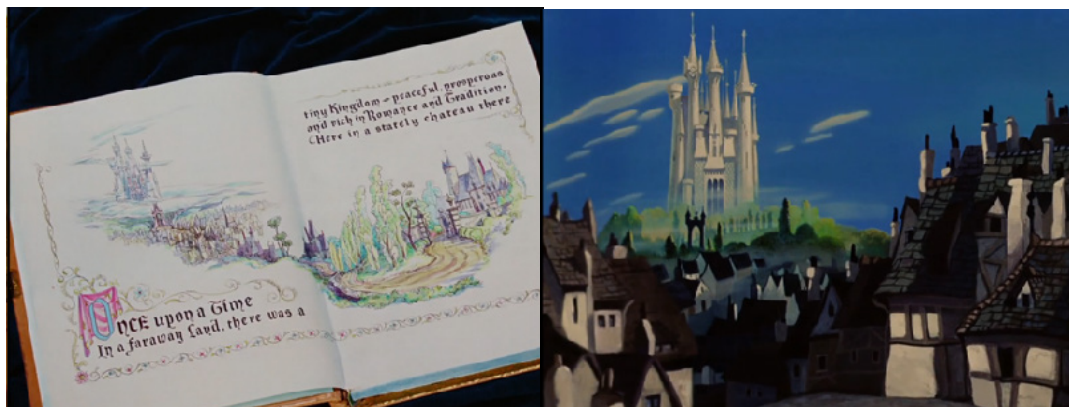 Once upon a Time
In a faraway Land, there was a
tiny Kingdom - peaceful, prosperous
and rich in Romance and Tradition.
Here in a stately chateau there